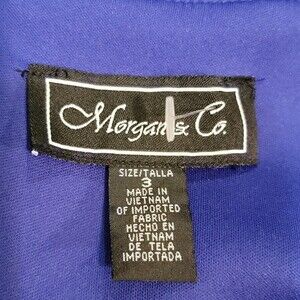 Morgan & Co.
SIZE/TALLA
3
MADE IN
VIETNAM
OF IMPORTED
FABRIC
HECHO EN
VIETNAM
DE TELA
IMPORTADA